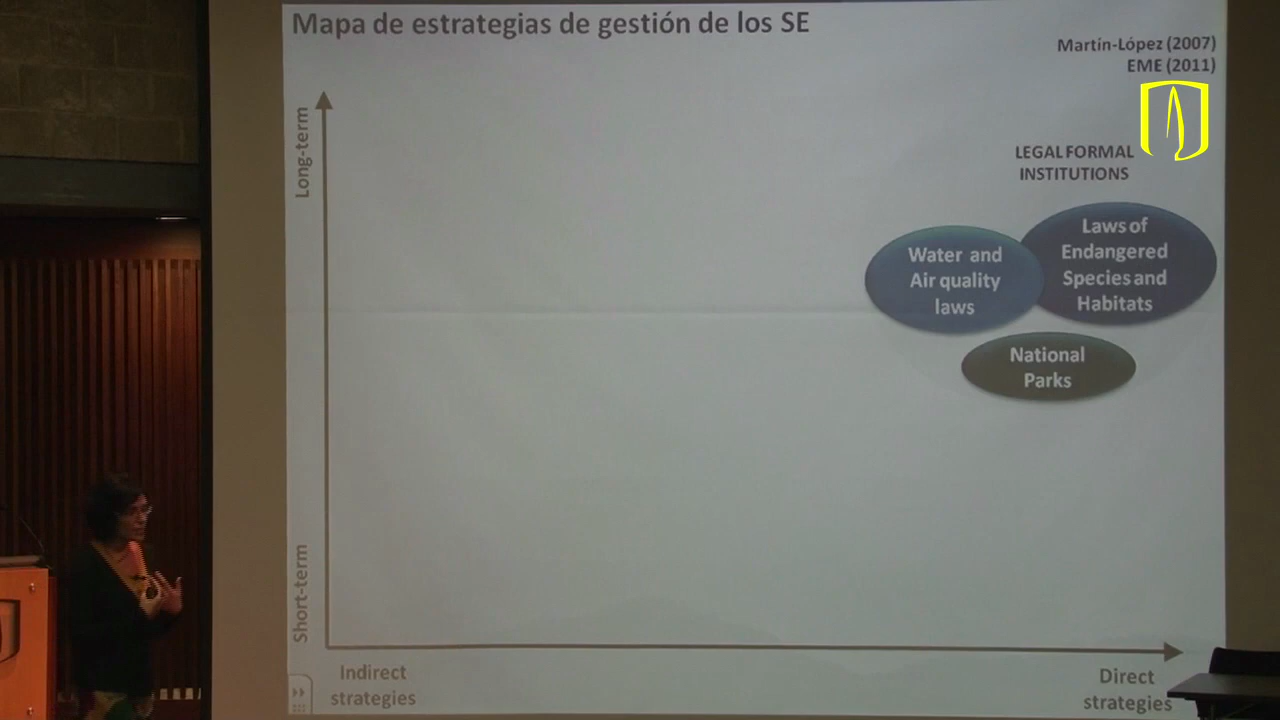 Mapa de estrategias de gestión de los SE
Martín-López (2007)
EME (2011)
Long-term
LEGAL FORMAL
INSTITUTIONS
Laws of
Endangered
Species and
Habitats
Water and
Air quality
laws
National
Parks
Short-term
Indirect
strategies
Direct
strategies